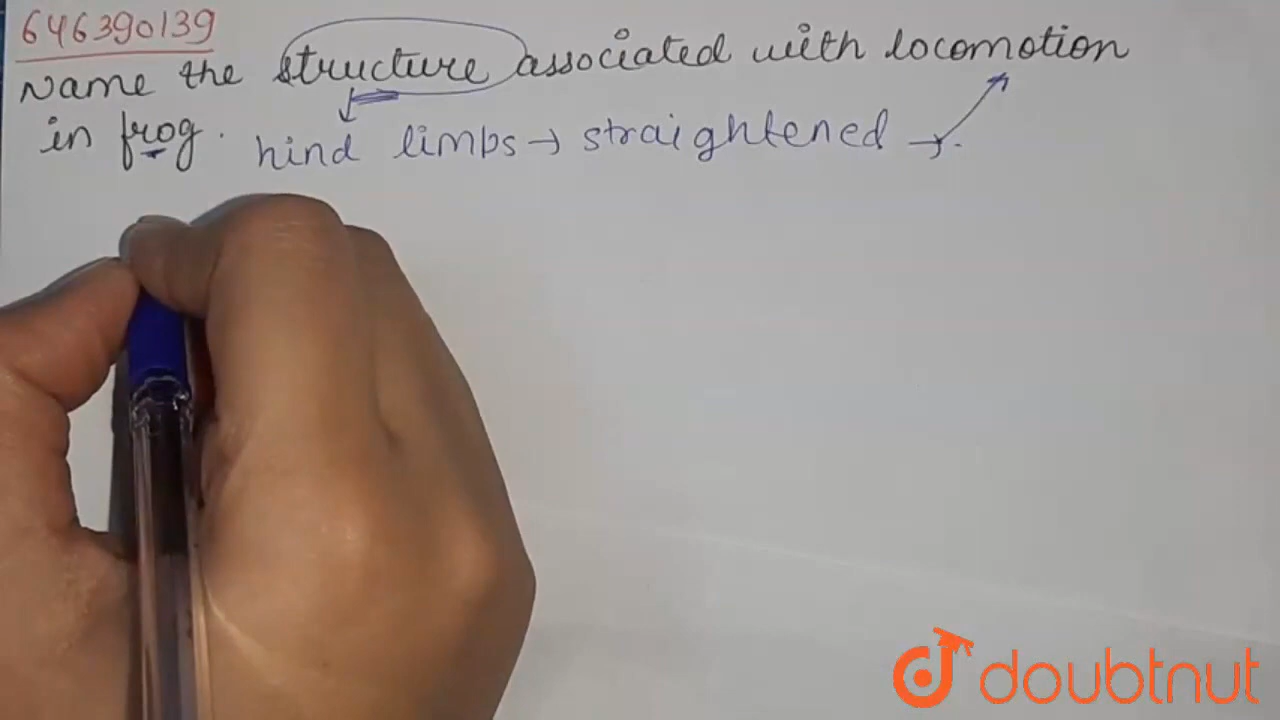 646390139
Name the structure associated with locomotion
in frog. hind limbs → straightened →
doubtnut